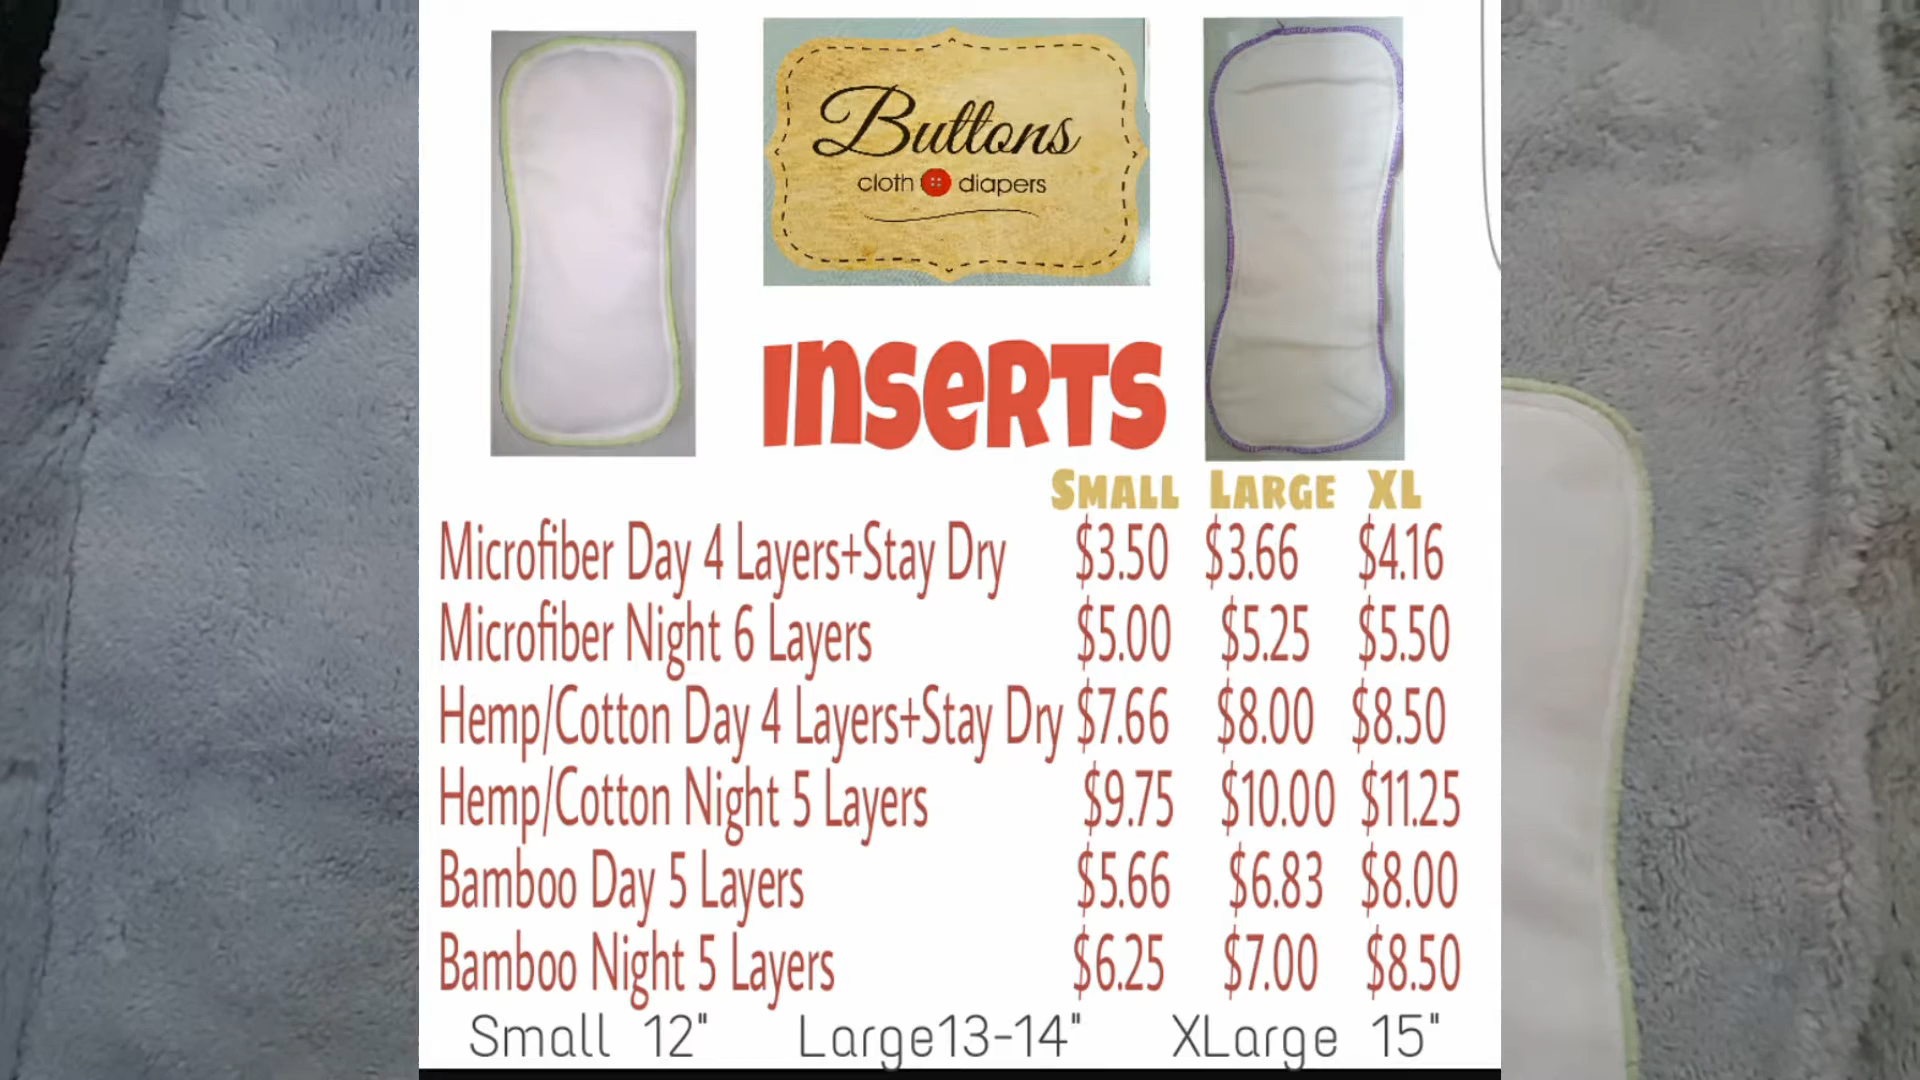 Buttons
cloth diapers
Inserts
Small Large XL
Microfiber Day 4 Layers+Stay Dry $3.50 $3.66 $4.16
Microfiber Night 6 Layers $5.00 $5.25 $5.50
Hemp/Cotton Day 4 Layers+Stay Dry $7.66 $8.00 $8.50
Hemp/Cotton Night 5 Layers $9.75 $10.00 $11.25
Bamboo Day 5 Layers $5.66 $6.83 $8.00
Bamboo Night 5 Layers $6.25 $7.00 $8.50
Small 12" Large13-14" XLarge 15"